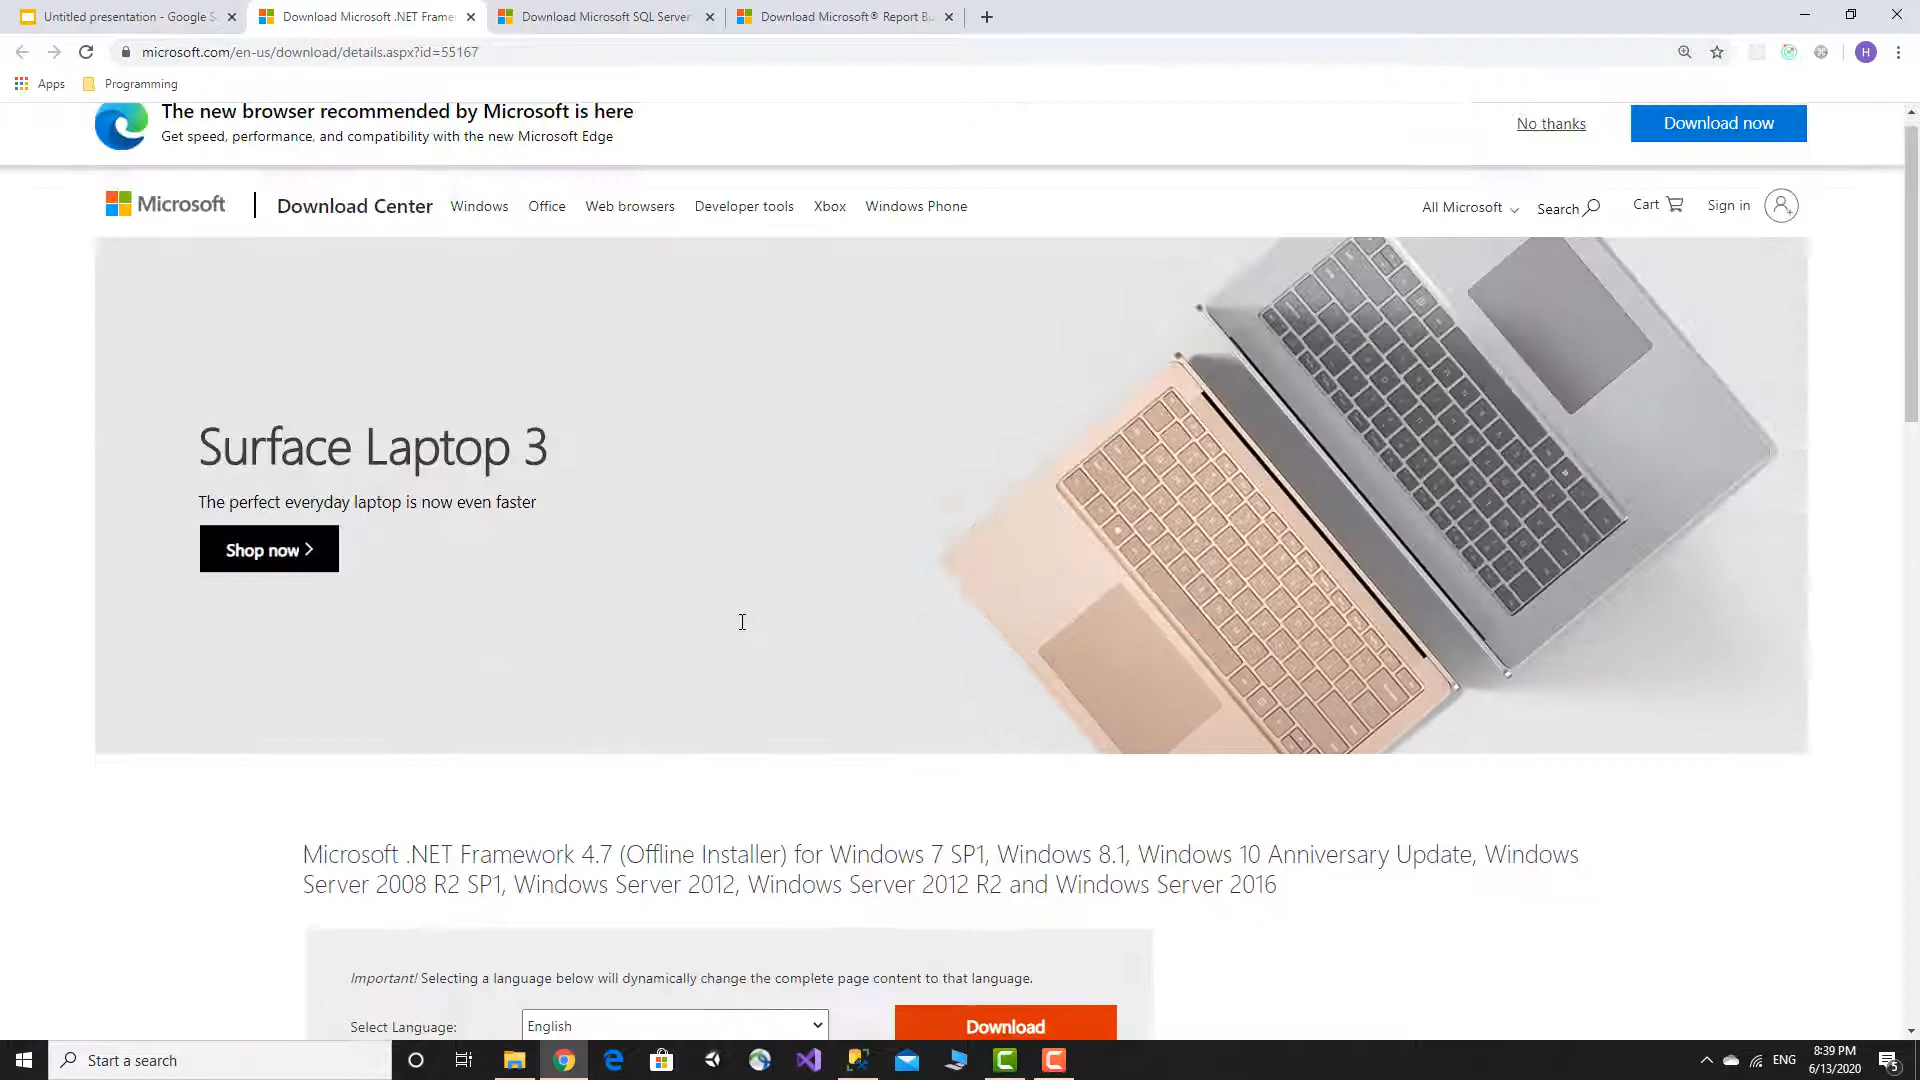 Untitled presentation - Google S
Download Microsoft .NET Frame
Download Microsoft SQL Server
Download Microsoft® Report Bu
microsoft.com/en-us/download/details.aspx?id=55167
H
Apps
Programming
The new browser recommended by Microsoft is here
Get speed, performance, and compatibility with the new Microsoft Edge
No thanks
Download now
Microsoft
Download Center
Windows
Office
Web browsers
Developer tools
Xbox
Windows Phone
All Microsoft
Search
Cart
Sign in
Surface Laptop 3
The perfect everyday laptop is now even faster
Shop now
Microsoft .NET Framework 4.7 (Offline Installer) for Windows 7 SP1, Windows 8.1, Windows 10 Anniversary Update, Windows
Server 2008 R2 SP1, Windows Server 2012, Windows Server 2012 R2 and Windows Server 2016
Important! Selecting a language below will dynamically change the complete page content to that language.
Select Language:
English
Download
Start a search
ENG
8:39 PM
6/13/2020
5